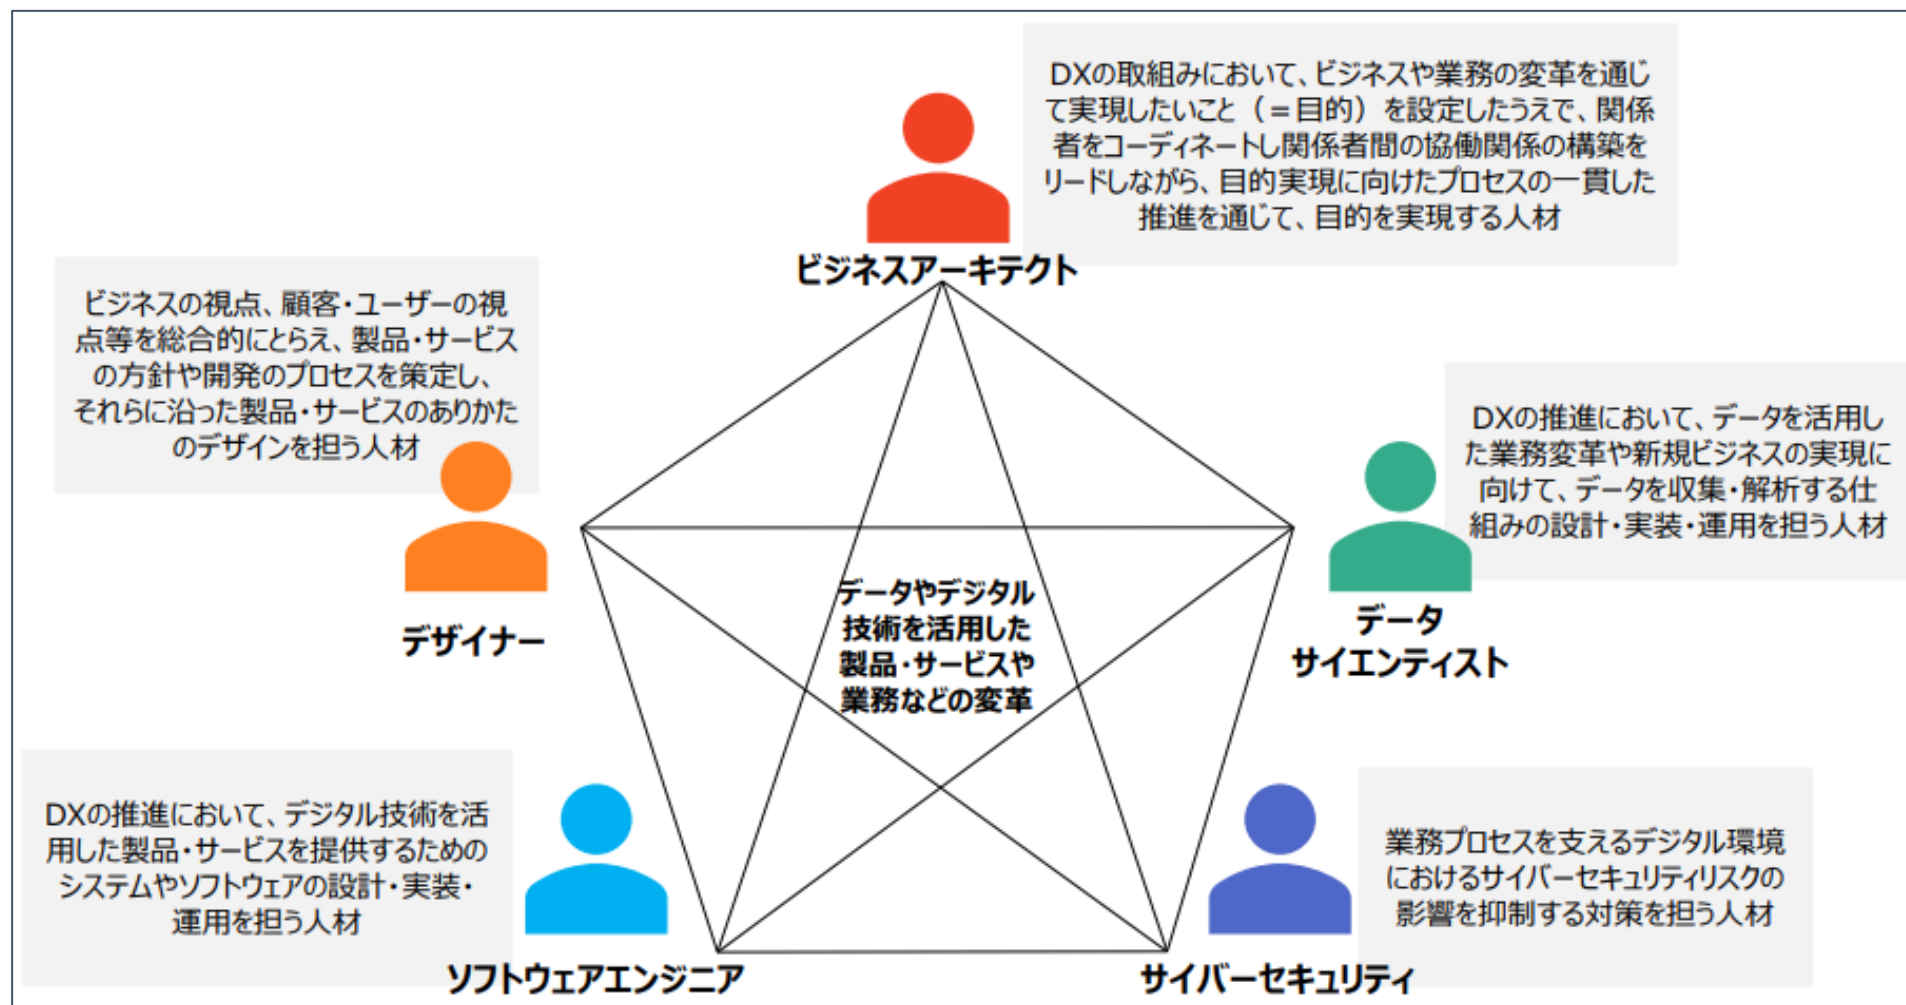 DXの取組みにおいて、ビジネスや業務の変革を通じ
て実現したいこと（＝目的）を設定したうえで、関係
者をコーディネートし関係者間の協働関係の構築を
リードしながら、目的実現に向けたプロセスの一貫した
推進を通じて、目的を実現する人材
ビジネスアーキテクト
ビジネスの視点、顧客・ユーザーの視
点等を総合的にとらえ、製品・サービス
の方針や開発のプロセスを策定し、
それらに沿った製品・サービスのありかた
のデザインを担う人材
デザイナー
DXの推進において、データを活用し
た業務変革や新規ビジネスの実現に
向けて、データを収集・解析する仕
組みの設計・実装・運用を担う人材
データ
サイエンティスト
データやデジタル
技術を活用した
製品・サービスや
業務などの変革
DXの推進において、デジタル技術を活
用した製品・サービスを提供するための
システムやソフトウェアの設計・実装・
運用を担う人材
ソフトウェアエンジニア
業務プロセスを支えるデジタル環境
におけるサイバーセキュリティリスクの
影響を抑制する対策を担う人材
サイバーセキュリティ